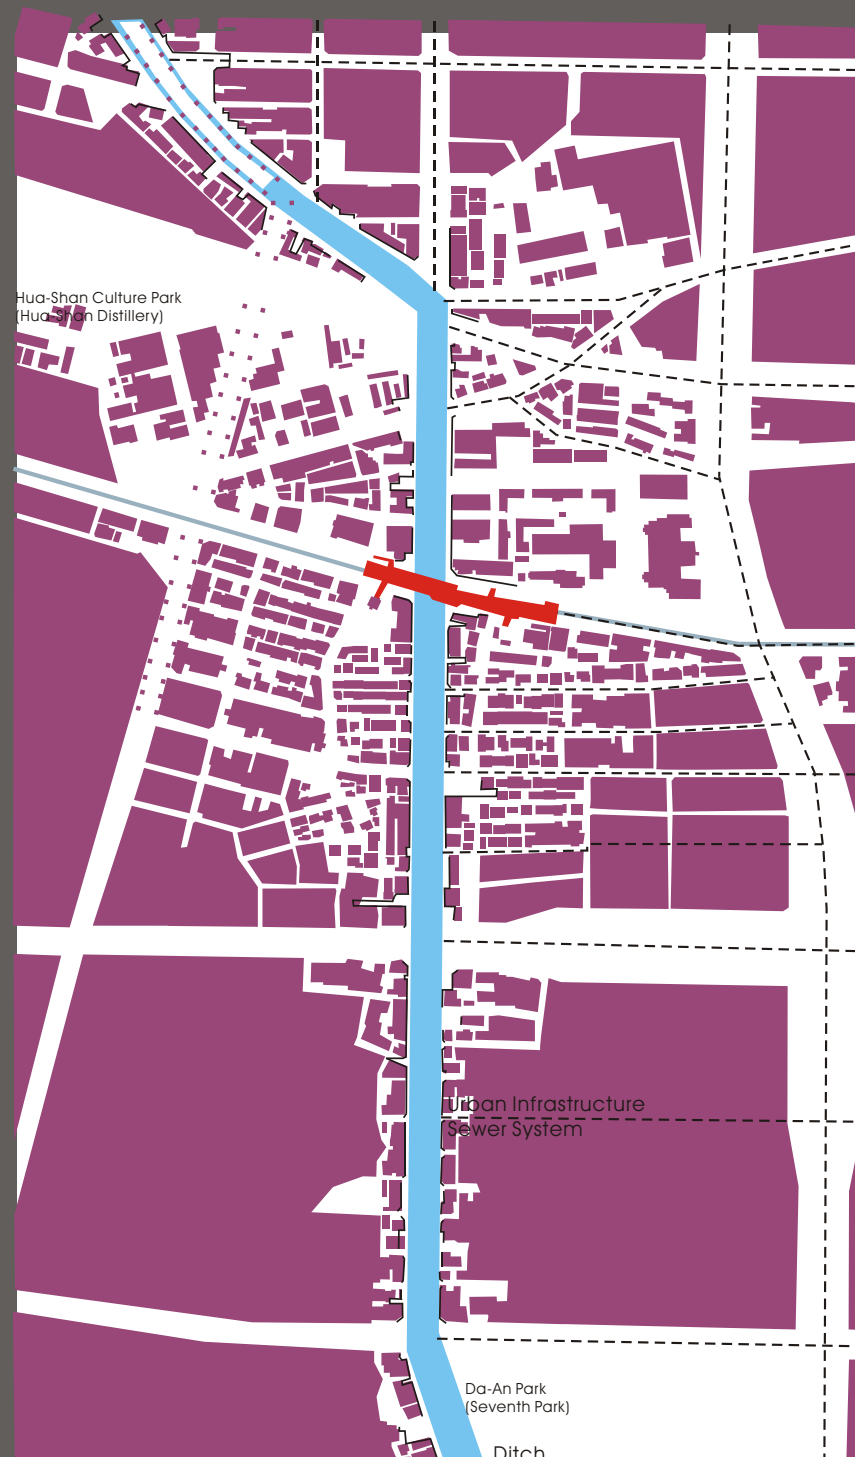 Hua-Shan Culture Park
(Hua-Shan Distillery)
Urban Infrastructure
Sewer System
Da-An Park
(Seventh Park)
Ditch